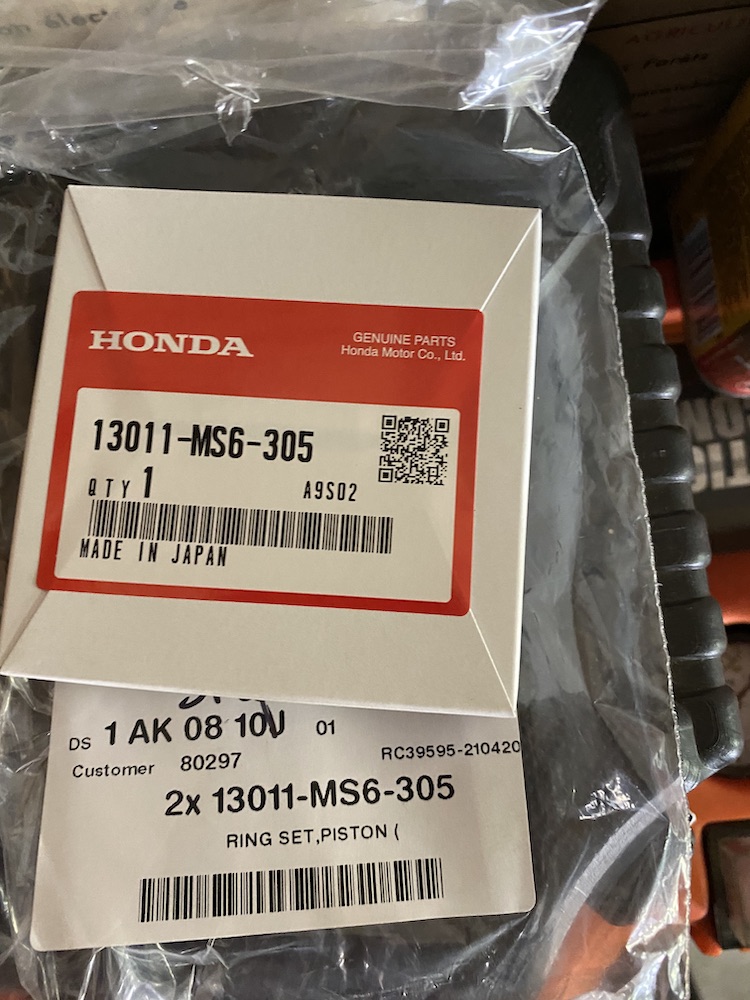 HONDA
GENUINE PARTS
Honda Motor Co., Ltd.
13011-MS6-305
QTY 1
A9S02
MADE IN JAPAN
DS 1 AK 08 10U 01
Customer 80297
RC39595-210420
2x 13011-MS6-305
RING SET,PISTON (
Forêts